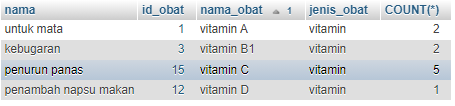 nama id_obat nama_obat 1 jenis_obat COUNT(*)
untuk mata 1 vitamin A vitamin 2
kebugaran 3 vitamin B1 vitamin 2
penurun panas 15 vitamin C vitamin 5
penambah napsu makan 12 vitamin D vitamin 1